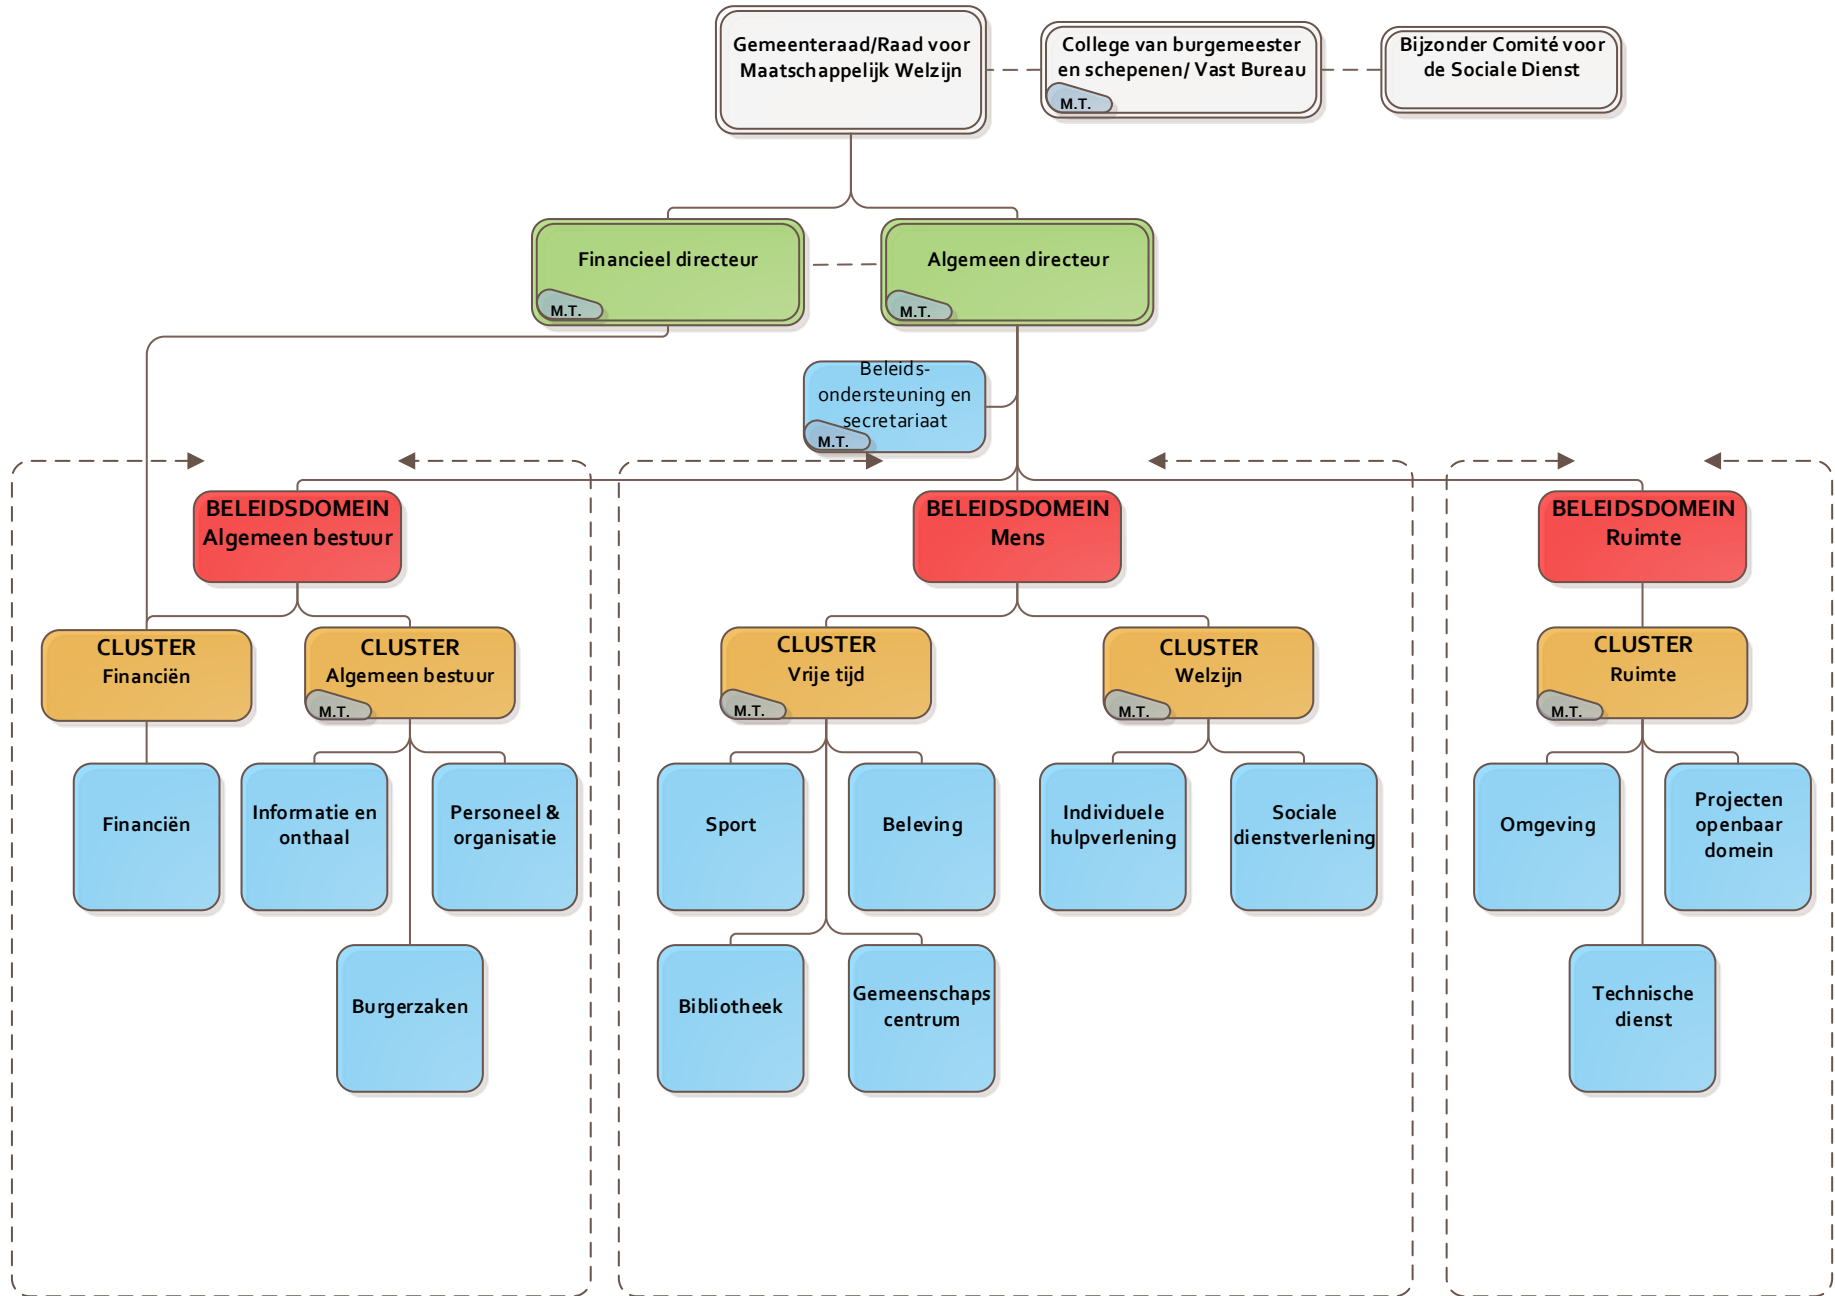 Gemeenteraad/Raad voor
Maatschappelijk Welzijn
College van burgemeester
en schepenen/ Vast Bureau
M.T.
Bijzonder Comité voor
de Sociale Dienst
Financieel directeur
M.T.
Algemeen directeur
M.T.
Beleids-
ondersteuning en
secretariaat
M.T.
BELEIDSDOMEIN
Algemeen bestuur
BELEIDSDOMEIN
Mens
BELEIDSDOMEIN
Ruimte
CLUSTER
Financiën
CLUSTER
Algemeen bestuur
M.T.
CLUSTER
Vrije tijd
M.T.
CLUSTER
Welzijn
M.T.
CLUSTER
Ruimte
M.T.
Financiën
Informatie en
onthaal
Personeel &
organisatie
Sport
Beleving
Individuele
hulpverlening
Sociale
dienstverlening
Omgeving
Projecten
openbaar
domein
Burgerzaken
Bibliotheek
Gemeenschaps
centrum
Technische
dienst